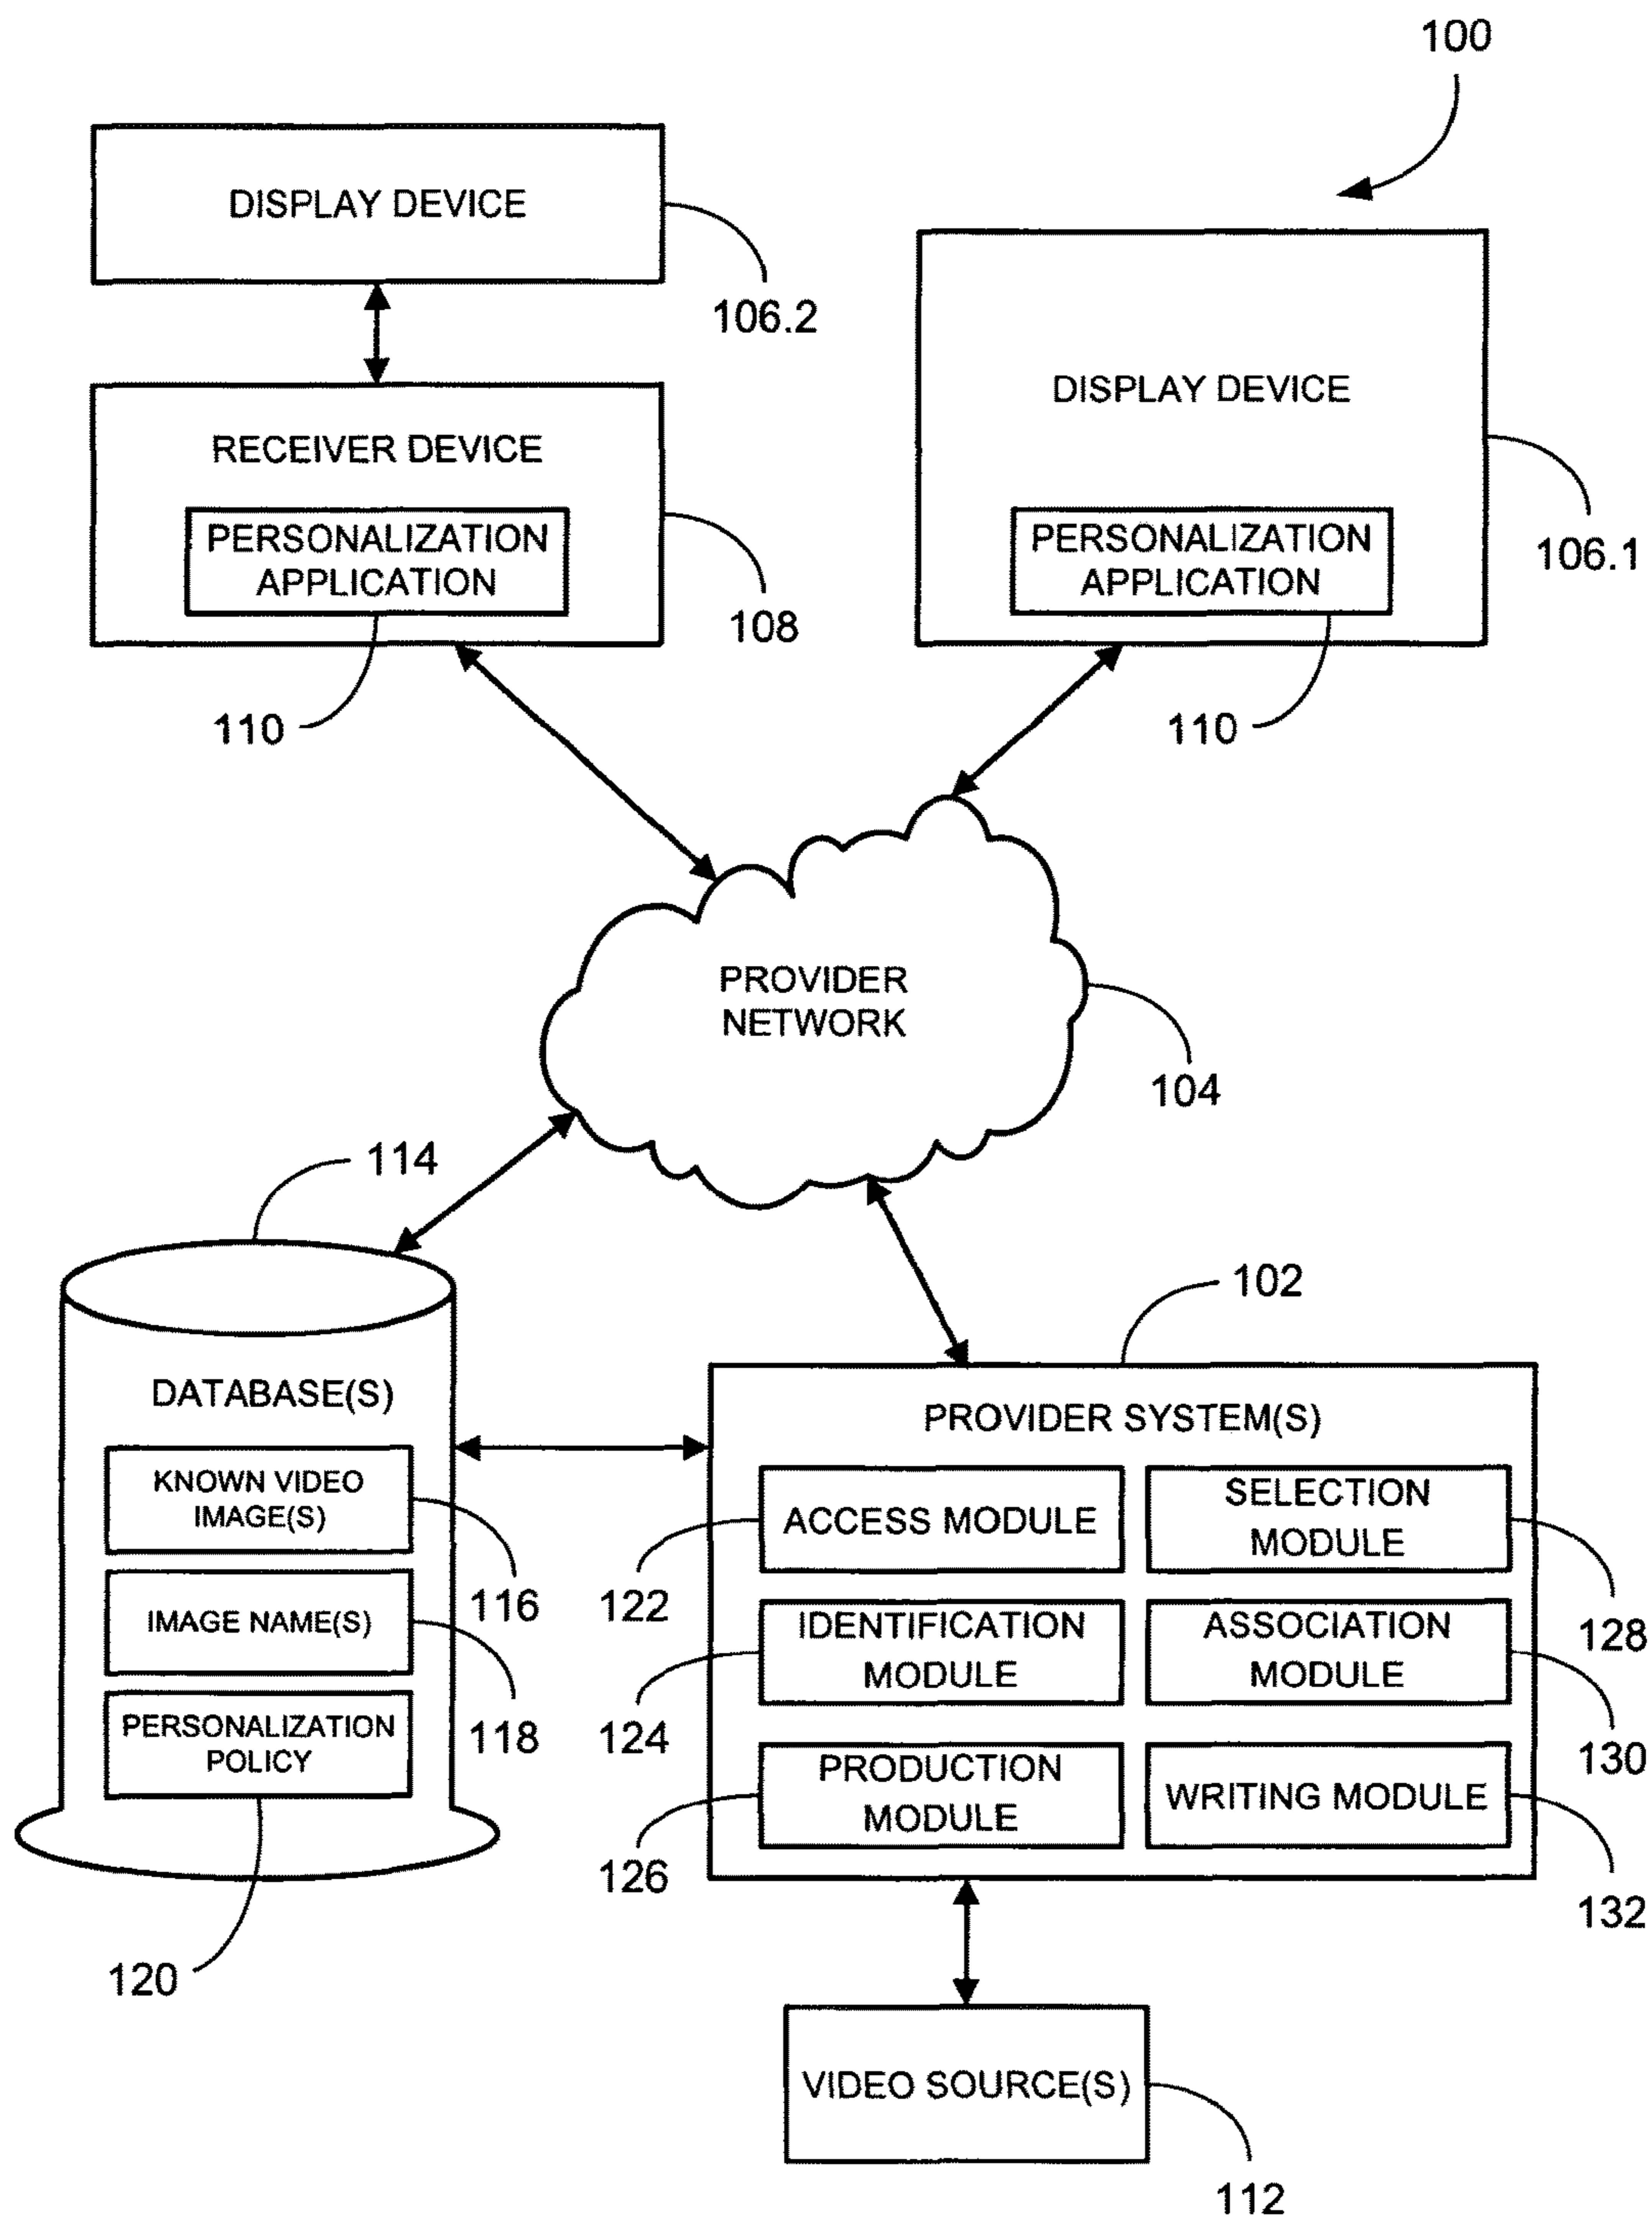 100
DISPLAY DEVICE
106.2
RECEIVER DEVICE
PERSONALIZATION
APPLICATION
108
110
DISPLAY DEVICE
PERSONALIZATION
APPLICATION
106.1
110
PROVIDER
NETWORK
104
114
DATABASE(S)
KNOWN VIDEO
IMAGE(S)
116
IMAGE NAME(S)
118
PERSONALIZATION
POLICY
120
102
PROVIDER SYSTEM(S)
ACCESS MODULE
122
SELECTION
MODULE
128
IDENTIFICATION
MODULE
124
ASSOCIATION
MODULE
130
PRODUCTION
MODULE
126
WRITING MODULE
132
VIDEO SOURCE(S)
112